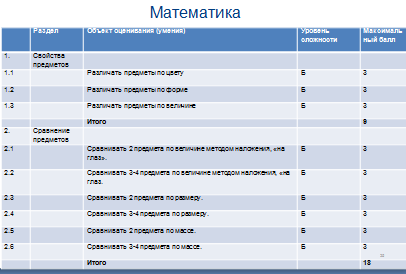 Математика
Раздел Объект оценивания (умения) Уровень Максималь
сложности ный балл
1. Свойства
предметов
1.1 Различать предметы по цвету Б 3
1.2 Различать предметы по форме Б 3
1.3 Различать предметы по величине Б 3
Итого 9
2. Сравнение
предметов
2.1 Сравнивать 2 предмета по величине методом наложения, «на Б 3
глаз».
2.2 Сравнивать 3-4 предмета по величине методом наложения, «на Б 3
глаз.
2.3 Сравнивать 2 предмета по размеру. Б 3
2.4 Сравнивать 3-4 предмета по размеру. Б 3
2.5 Сравнивать 2 предмета по массе. Б 3
2.6 Сравнивать 3-4 предмета по массе. Б 3
Итого 18